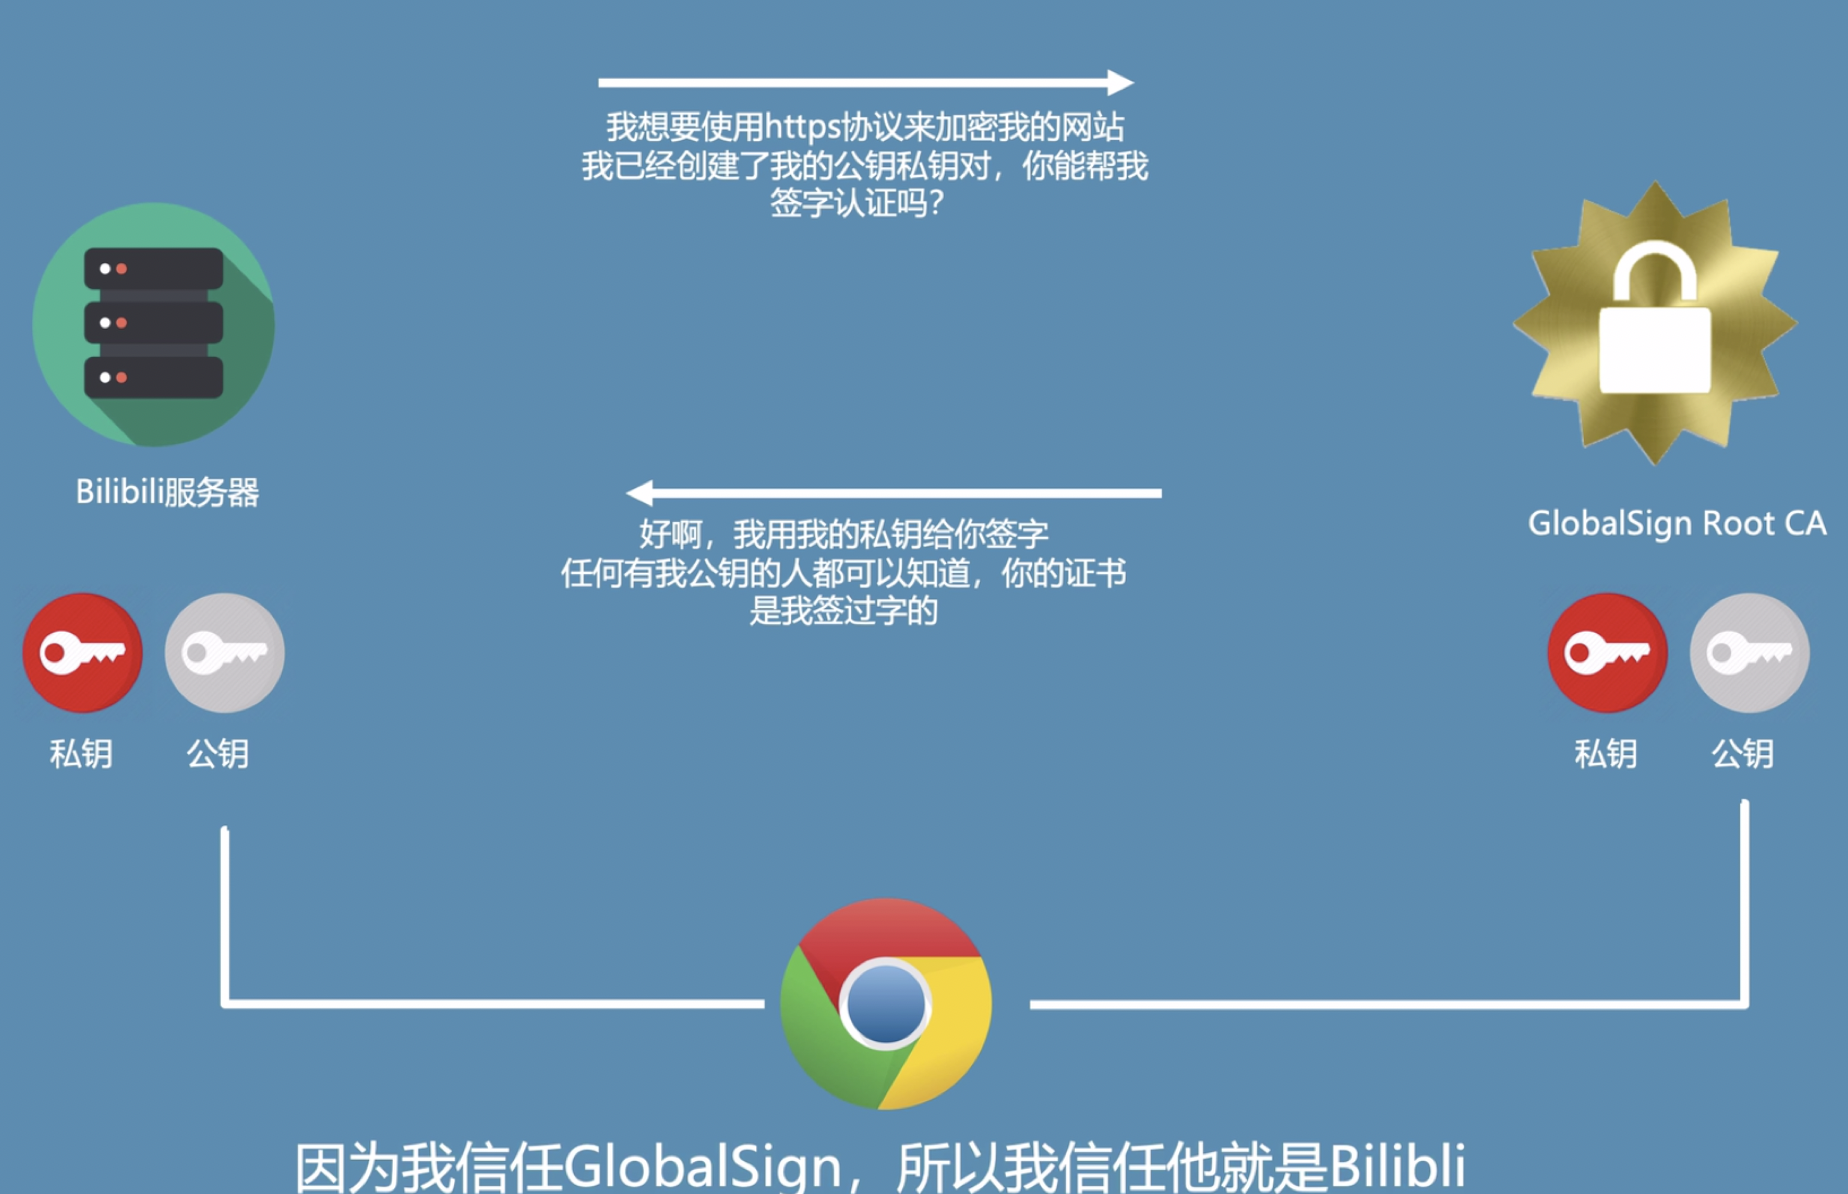 我想要使用https协议来加密我的网站
我已经创建了我的公钥私钥对，你能帮我
签字认证吗？
Bilibili服务器
GlobalSign Root CA
好啊，我用我的私钥给你签字
任何有我公钥的人都可以知道，你的证书
是我签过字的
私钥
公钥
私钥
公钥
因为我信任GlobalSign，所以我信任他就是Bilibli